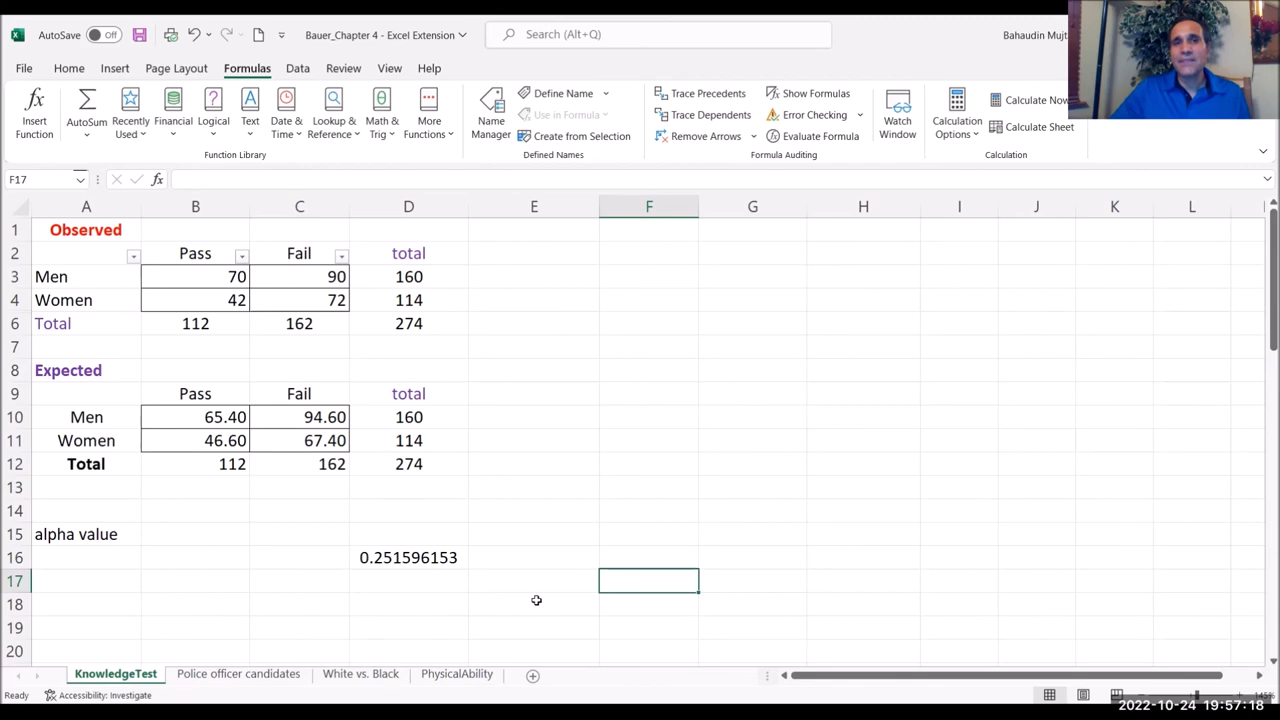 AutoSave Off Bauer_Chapter 4 - Excel Extension Search (Alt+Q) Bahaudin Mujt
File Home Insert Page Layout Formulas Data Review View Help
Insert Function AutoSum Recently Used Financial Logical Text Date & Time Lookup & Reference Math & Trig More Functions Name Manager Define Name Use in Formula Create from Selection Trace Precedents Trace Dependents Remove Arrows Show Formulas Error Checking Evaluate Formula Watch Window Calculation Options Calculate Now Calculate Sheet
Function Library Defined Names Formula Auditing Calculation
F17 fx
A B C D E F G H I J K L
1 Observed
2 Pass Fail total
3 Men 70 90 160
4 Women 42 72 114
6 Total 112 162 274
7
8 Expected
9 Pass Fail total
10 Men 65.40 94.60 160
11 Women 46.60 67.40 114
12 Total 112 162 274
13
14
15 alpha value
16 0.251596153
17
18
19
20
KnowledgeTest Police officer candidates White vs. Black PhysicalAbility
Ready Accessibility: Investigate 145%
2022-10-24 19:57:18